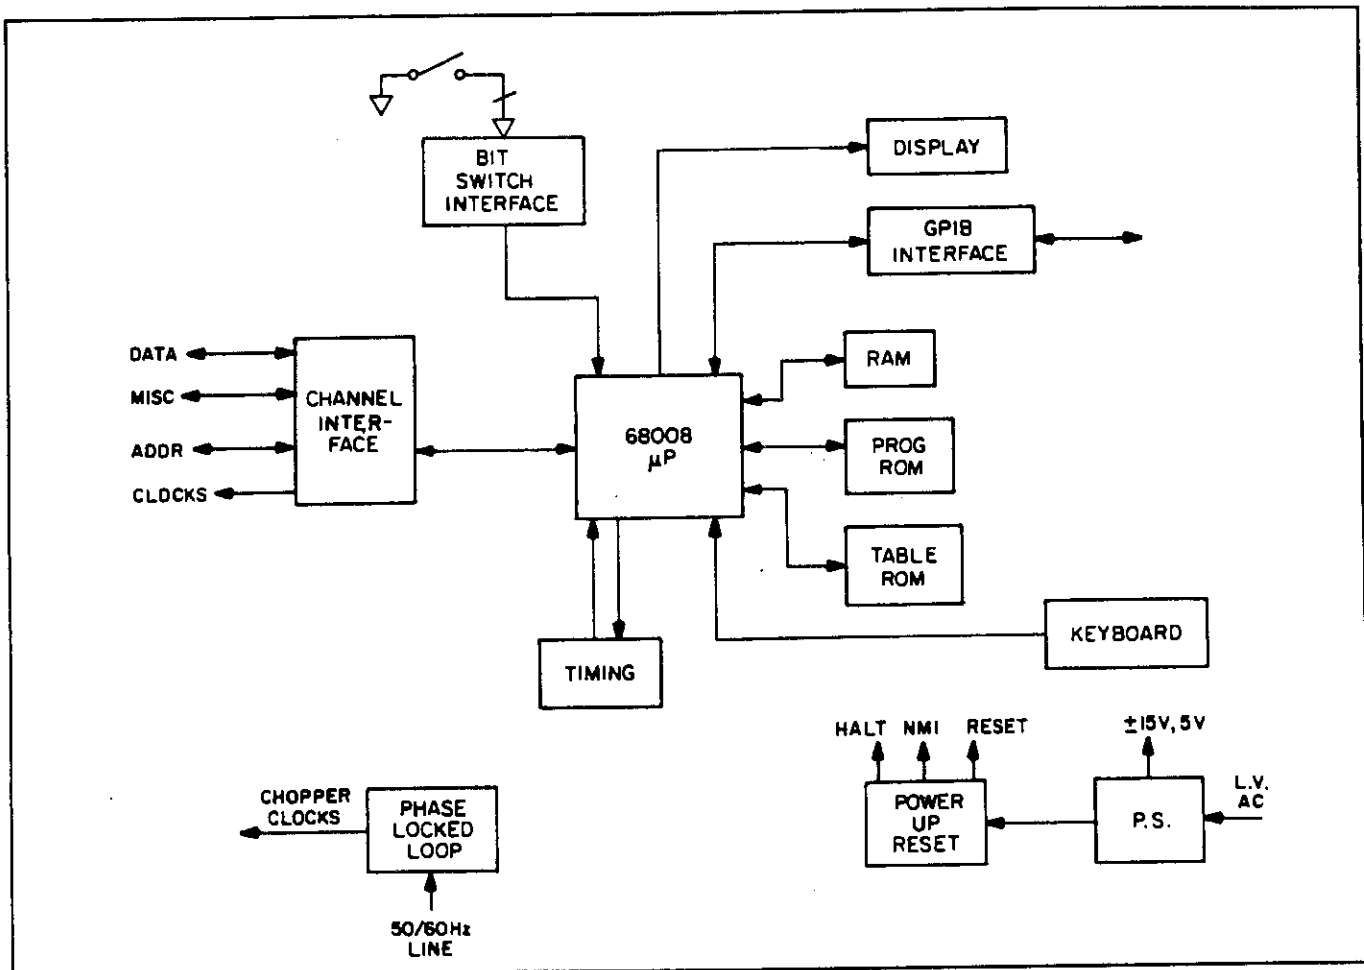 BIT
SWITCH
INTERFACE
DISPLAY
GPIB
INTERFACE
DATA
MISC
ADDR
CLOCKS
CHANNEL
INTER-
FACE
68008
μP
RAM
PROG
ROM
TABLE
ROM
KEYBOARD
TIMING
HALT NMI RESET
±15V, 5V
L.V.
AC
POWER
UP
RESET
P.S.
CHOPPER
CLOCKS
PHASE
LOCKED
LOOP
50/60Hz
LINE